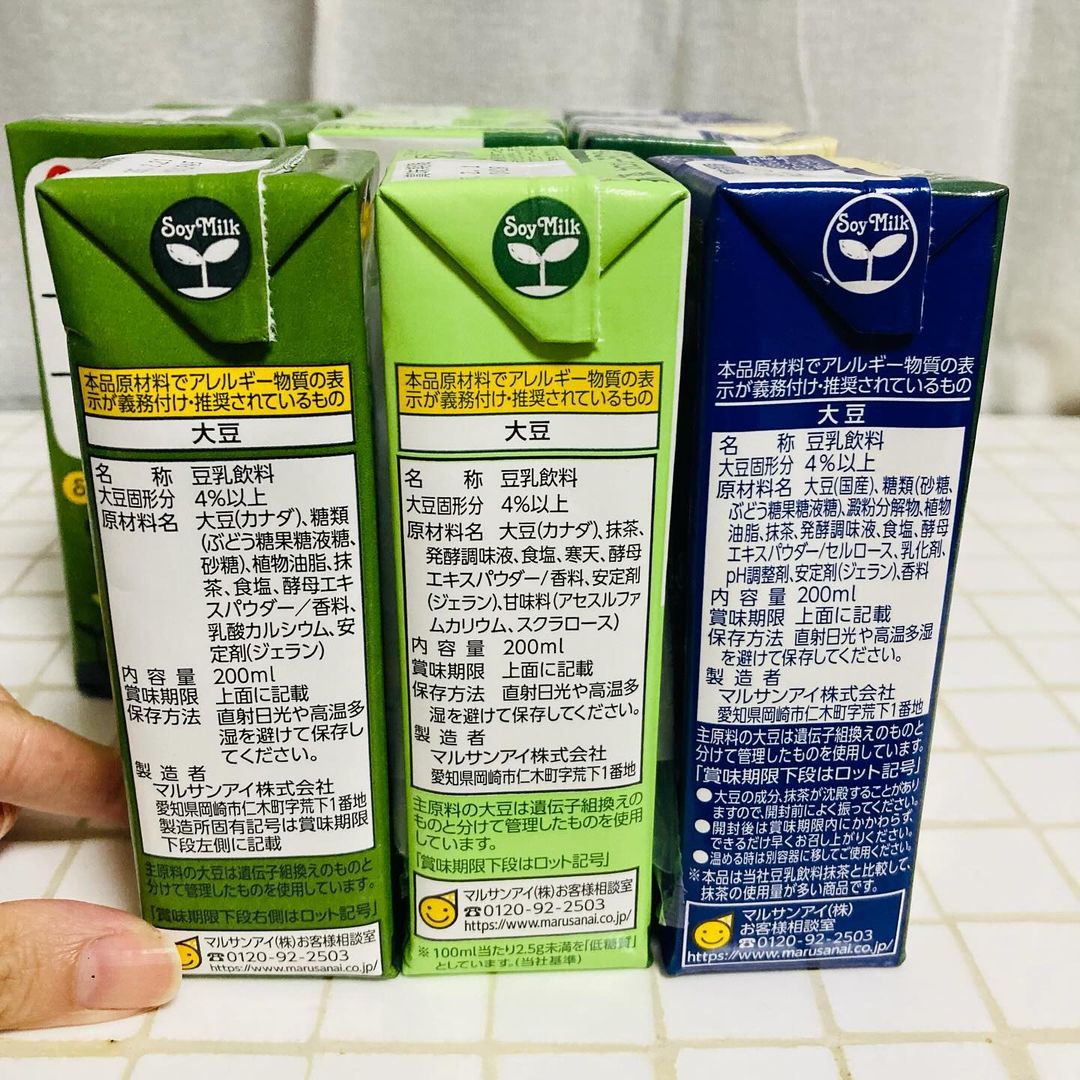 Soy Milk
本品原材料でアレルギー物質の表
示が義務付け・推奨されているもの
大豆
名称 豆乳飲料
大豆固形分 4%以上
原材料名 大豆(カナダ)、糖類
(ぶどう糖果糖液糖、
砂糖)、植物油脂、抹
茶、食塩、酵母エキ
スパウダー/香料、
乳酸カルシウム、安
定剤(ジェラン)
内容量 200ml
賞味期限 上面に記載
保存方法 直射日光や高温多
湿を避けて保存し
てください。
製造者
マルサンアイ株式会社
愛知県岡崎市仁木町字荒下1番地
製造所固有記号は賞味期限
下段左側に記載
主原料の大豆は遺伝子組換えのものと
分けて管理したものを使用しています。
「賞味期限下段右側はロット記号」
マルサンアイ(株)お客様相談室
☎0120-92-2503
https://www.marusanai.co.jp/
Soy Milk
本品原材料でアレルギー物質の表
示が義務付け・推奨されているもの
大豆
名称 豆乳飲料
大豆固形分 4%以上
原材料名 大豆(カナダ)、抹茶、
発酵調味液、食塩、寒天、酵母
エキスパウダー/香料、安定剤
(ジェラン)、甘味料(アセスルファ
ムカリウム、スクラロース)
内容量 200ml
賞味期限 上面に記載
保存方法 直射日光や高温多
湿を避けて保存してください。
製造者
マルサンアイ株式会社
愛知県岡崎市仁木町字荒下1番地
主原料の大豆は遺伝子組換えの
ものと分けて管理したものを使用
しています。
「賞味期限下段はロット記号」
マルサンアイ(株)お客様相談室
☎0120-92-2503
https://www.marusanai.co.jp/
※100ml当たり2.5g未満を「低糖質」
としています。(当社基準)
Soy Milk
本品原材料でアレルギー物質の表
示が義務付け・推奨されているもの
大豆
名称 豆乳飲料
大豆固形分 4%以上
原材料名 大豆(国産)、糖類(砂糖、
ぶどう糖果糖液糖)、澱粉分解物、植物
油脂、抹茶、発酵調味液、食塩、酵母
エキスパウダー/セルロース、乳化剤、
pH調整剤、安定剤(ジェラン)、香料
内容量 200ml
賞味期限 上面に記載
保存方法 直射日光や高温多湿
を避けて保存してください。
製造者
マルサンアイ株式会社
愛知県岡崎市仁木町字荒下1番地
主原料の大豆は遺伝子組換えのものと
分けて管理したものを使用しています。
「賞味期限下段はロット記号」
●大豆の成分、抹茶が沈殿することがあり
ますので、開封前によく振ってください。
●開封後は賞味期限内にかかわらず、
できるだけ早くお召し上がりください。
●温める時は別容器に移してご使用ください。
※本品は当社豆乳飲料抹茶と比較して、
抹茶の使用量が多い商品です。
マルサンアイ(株)
お客様相談室
☎0120-92-2503
https://www.marusanai.co.jp/